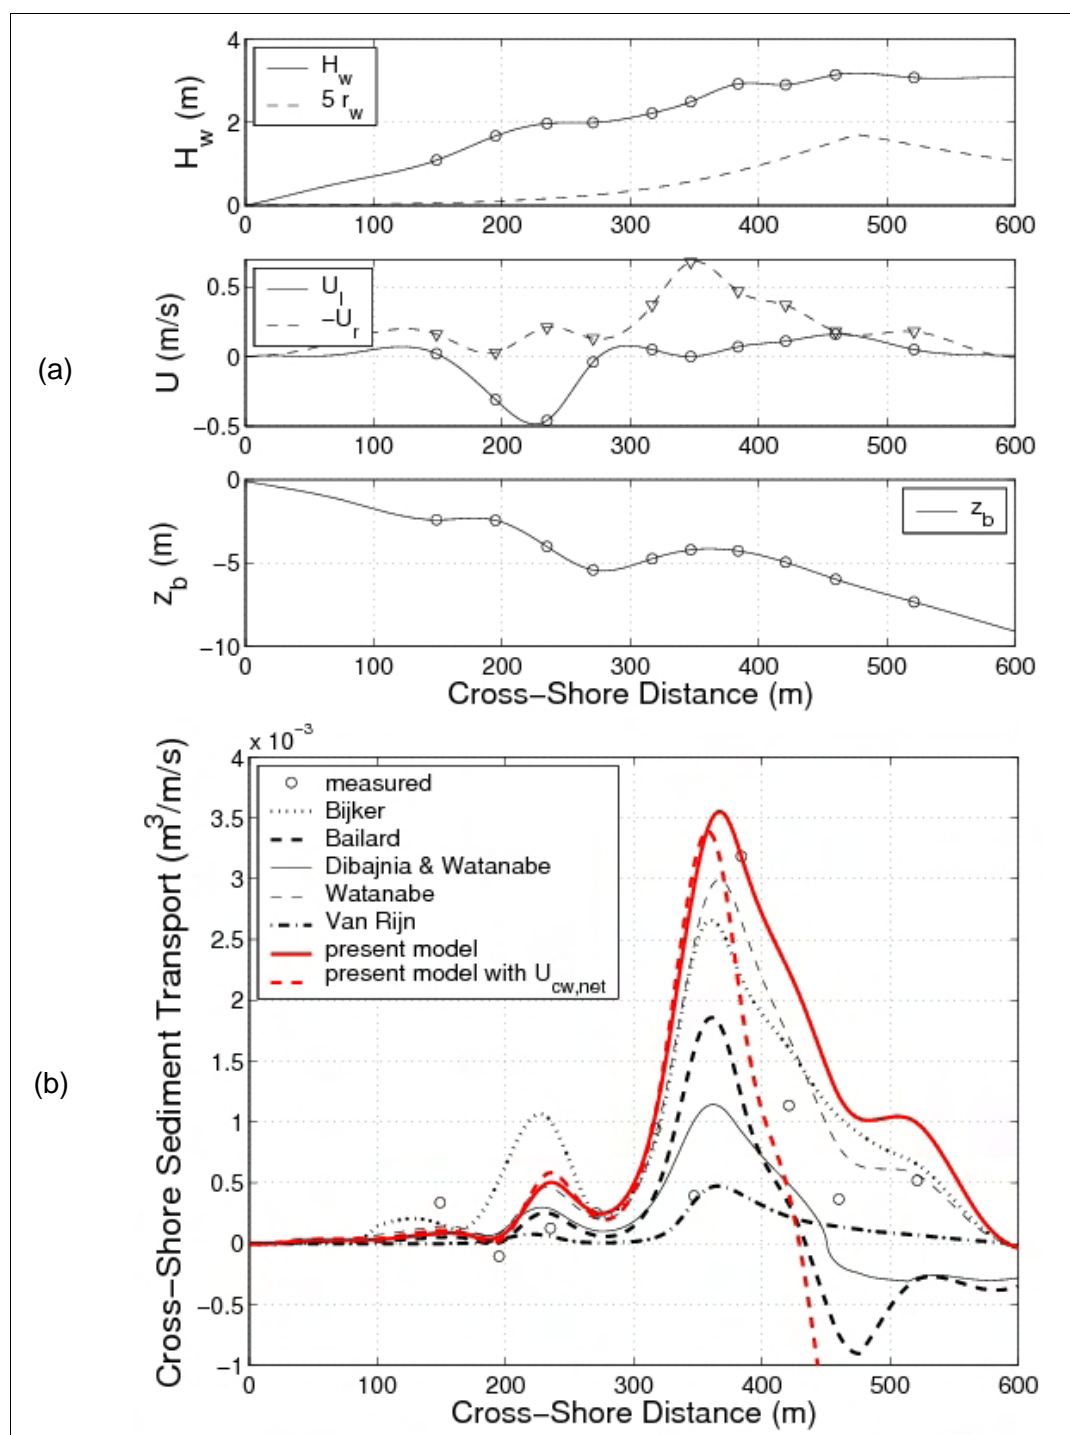 (a)
H_w (m)
4
2
0
H_w
5 r_w
0 100 200 300 400 500 600
U (m/s)
0.5
0
−0.5
U_l
−U_r
0 100 200 300 400 500 600
z_b (m)
0
−5
−10
z_b
0 100 200 300 400 500 600
Cross−Shore Distance (m)
(b)
Cross−Shore Sediment Transport (m^3/m/s)
x 10^−3
4
3.5
3
2.5
2
1.5
1
0.5
0
−0.5
−1
measured
Bijker
Bailard
Dibajnia & Watanabe
Watanabe
Van Rijn
present model
present model with U_cw,net
0 100 200 300 400 500 600
Cross−Shore Distance (m)